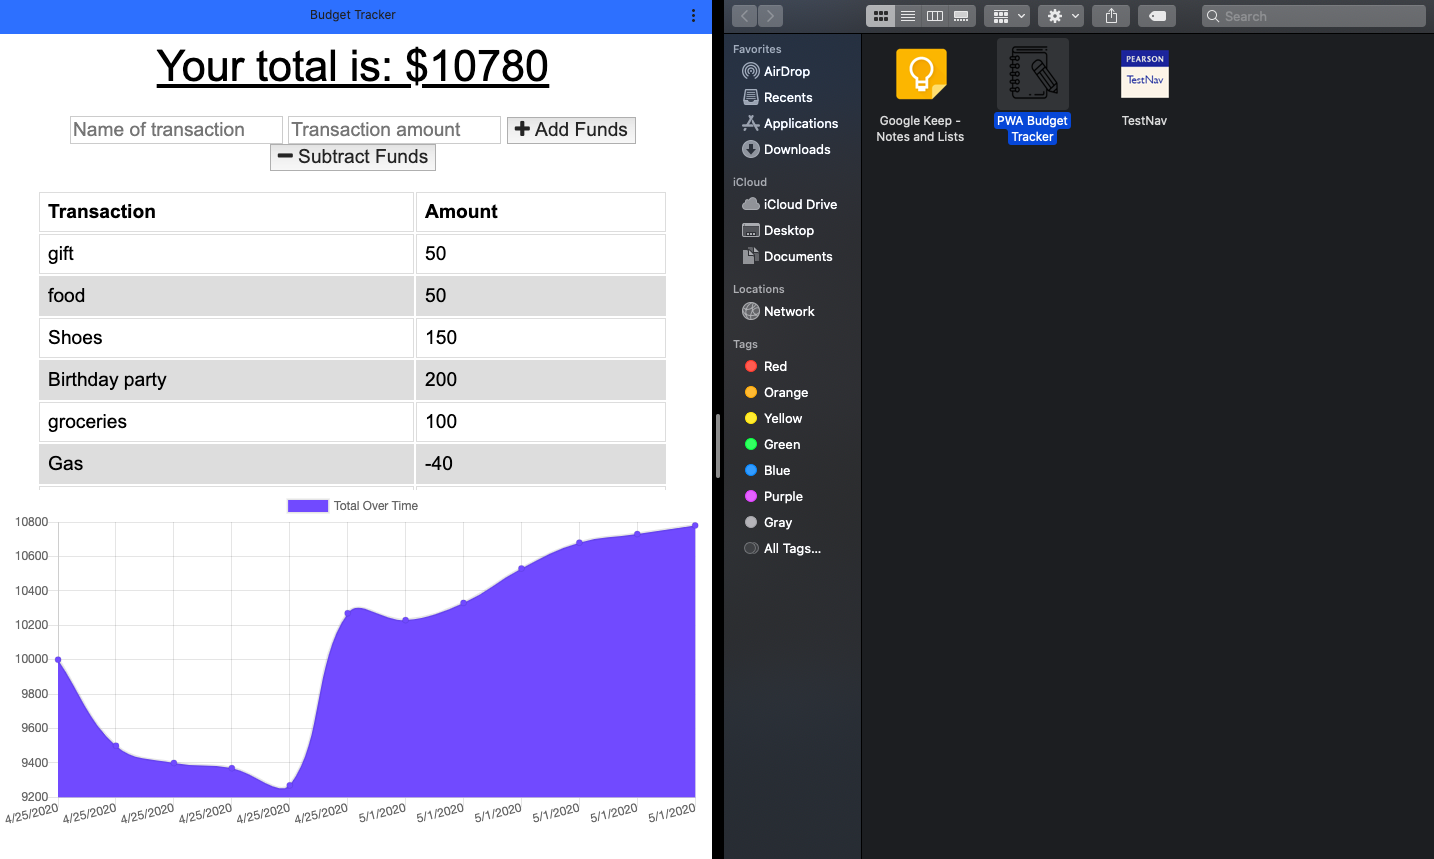 Budget Tracker
Your total is: $10780
Name of transaction Transaction amount Add Funds
Subtract Funds
Transaction Amount
gift 50
food 50
Shoes 150
Birthday party 200
groceries 100
Gas -40
Total Over Time
10800
10600
10400
10200
10000
9800
9600
9400
9200
4/25/2020 4/25/2020 4/25/2020 4/25/2020 4/25/2020 4/25/2020 5/1/2020 5/1/2020 5/1/2020 5/1/2020 5/1/2020 5/1/2020
Search
Favorites
AirDrop
Recents
Applications
Downloads
iCloud
iCloud Drive
Desktop
Documents
Locations
Network
Tags
Red
Orange
Yellow
Green
Blue
Purple
Gray
All Tags...
Google Keep -
Notes and Lists
PWA Budget
Tracker
PEARSON
TestNav
TestNav